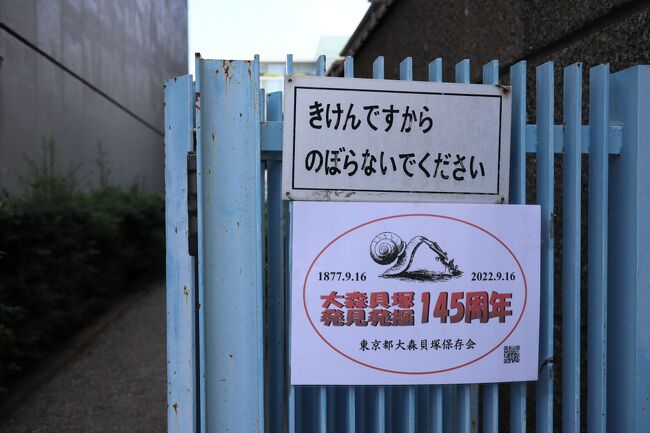 きけんですから
のぼらないでください
1877.9.16 2022.9.16
大森貝塚
発見発掘 145周年
東京都大森貝塚保存会